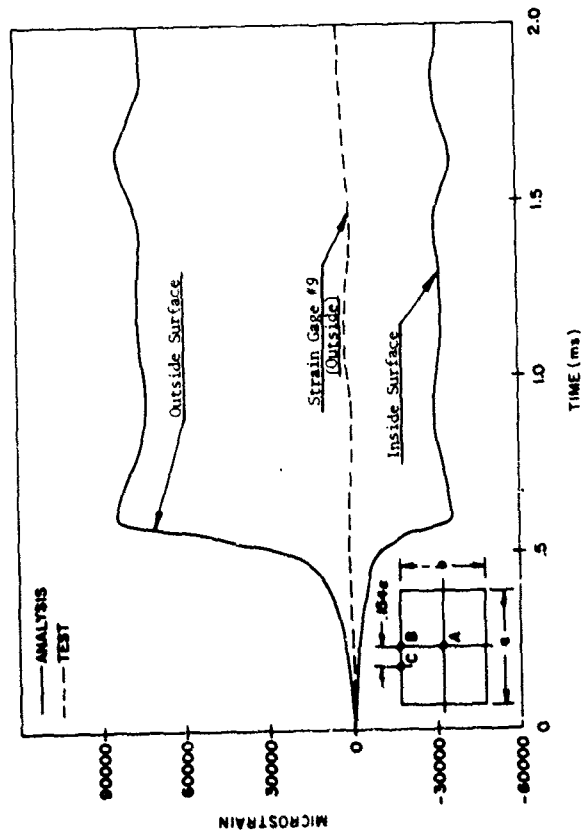 ANALYSIS
TEST
MICROSTRAIN
90000
60000
30000
0
-30000
-60000
Outside Surface
Strain Gage #9
(Outside)
Inside Surface
C
B
A
b
a
0
.5
1.0
1.5
2.0
TIME (ms)